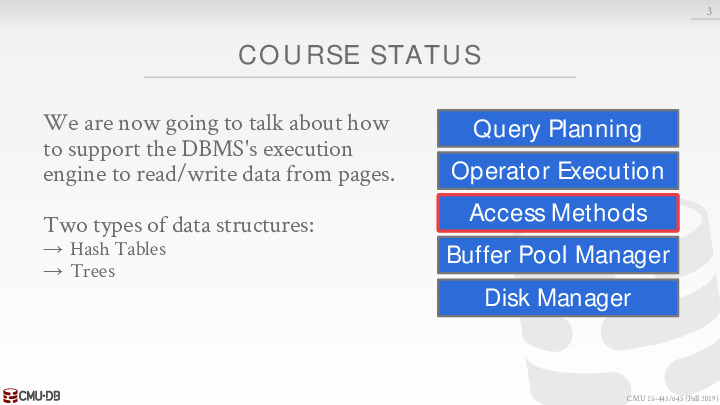 3
COURSE STATUS
We are now going to talk about how
to support the DBMS's execution
engine to read/write data from pages.
Two types of data structures:
→ Hash Tables
→ Trees
Query Planning
Operator Execution
Access Methods
Buffer Pool Manager
Disk Manager
CMU·DB
CMU 15-445/645 (Fall 2019)